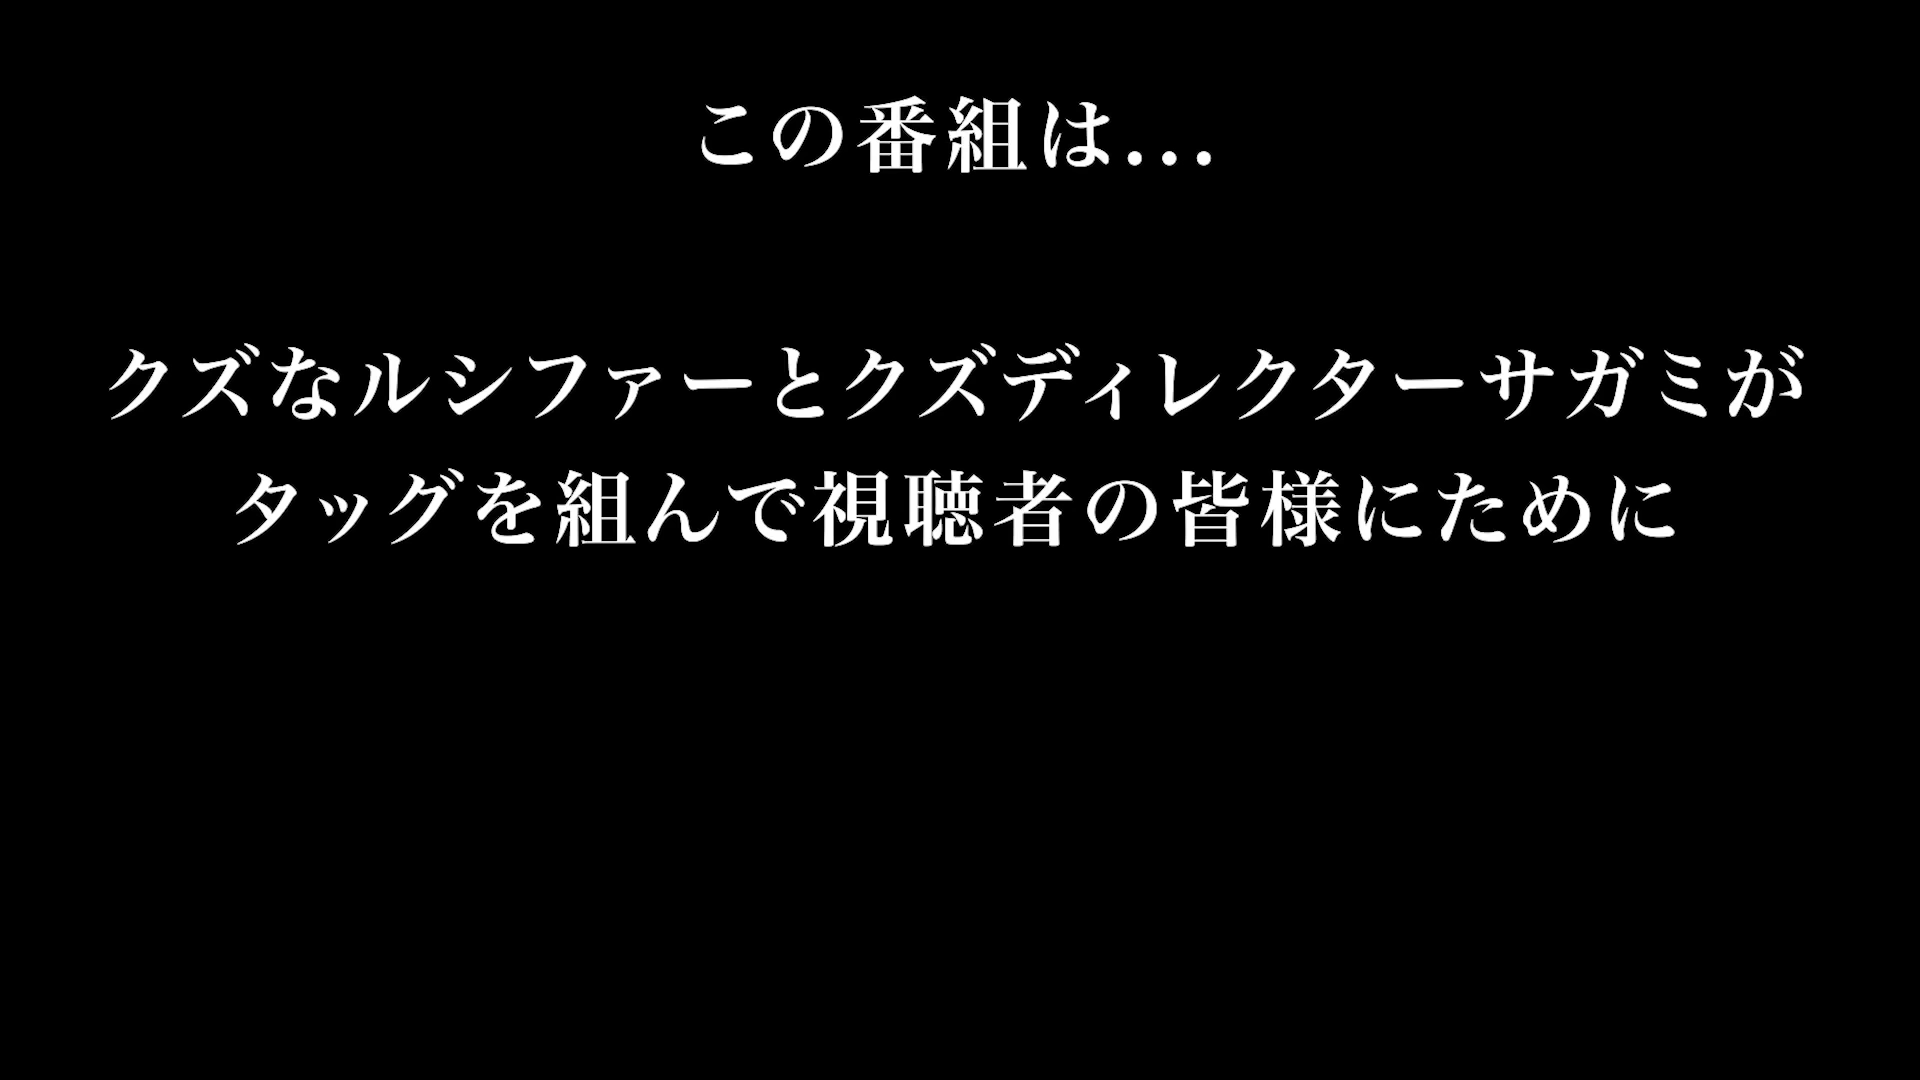 この番組は...
クズなルシファーとクズディレクターサガミが
タッグを組んで視聴者の皆様にために